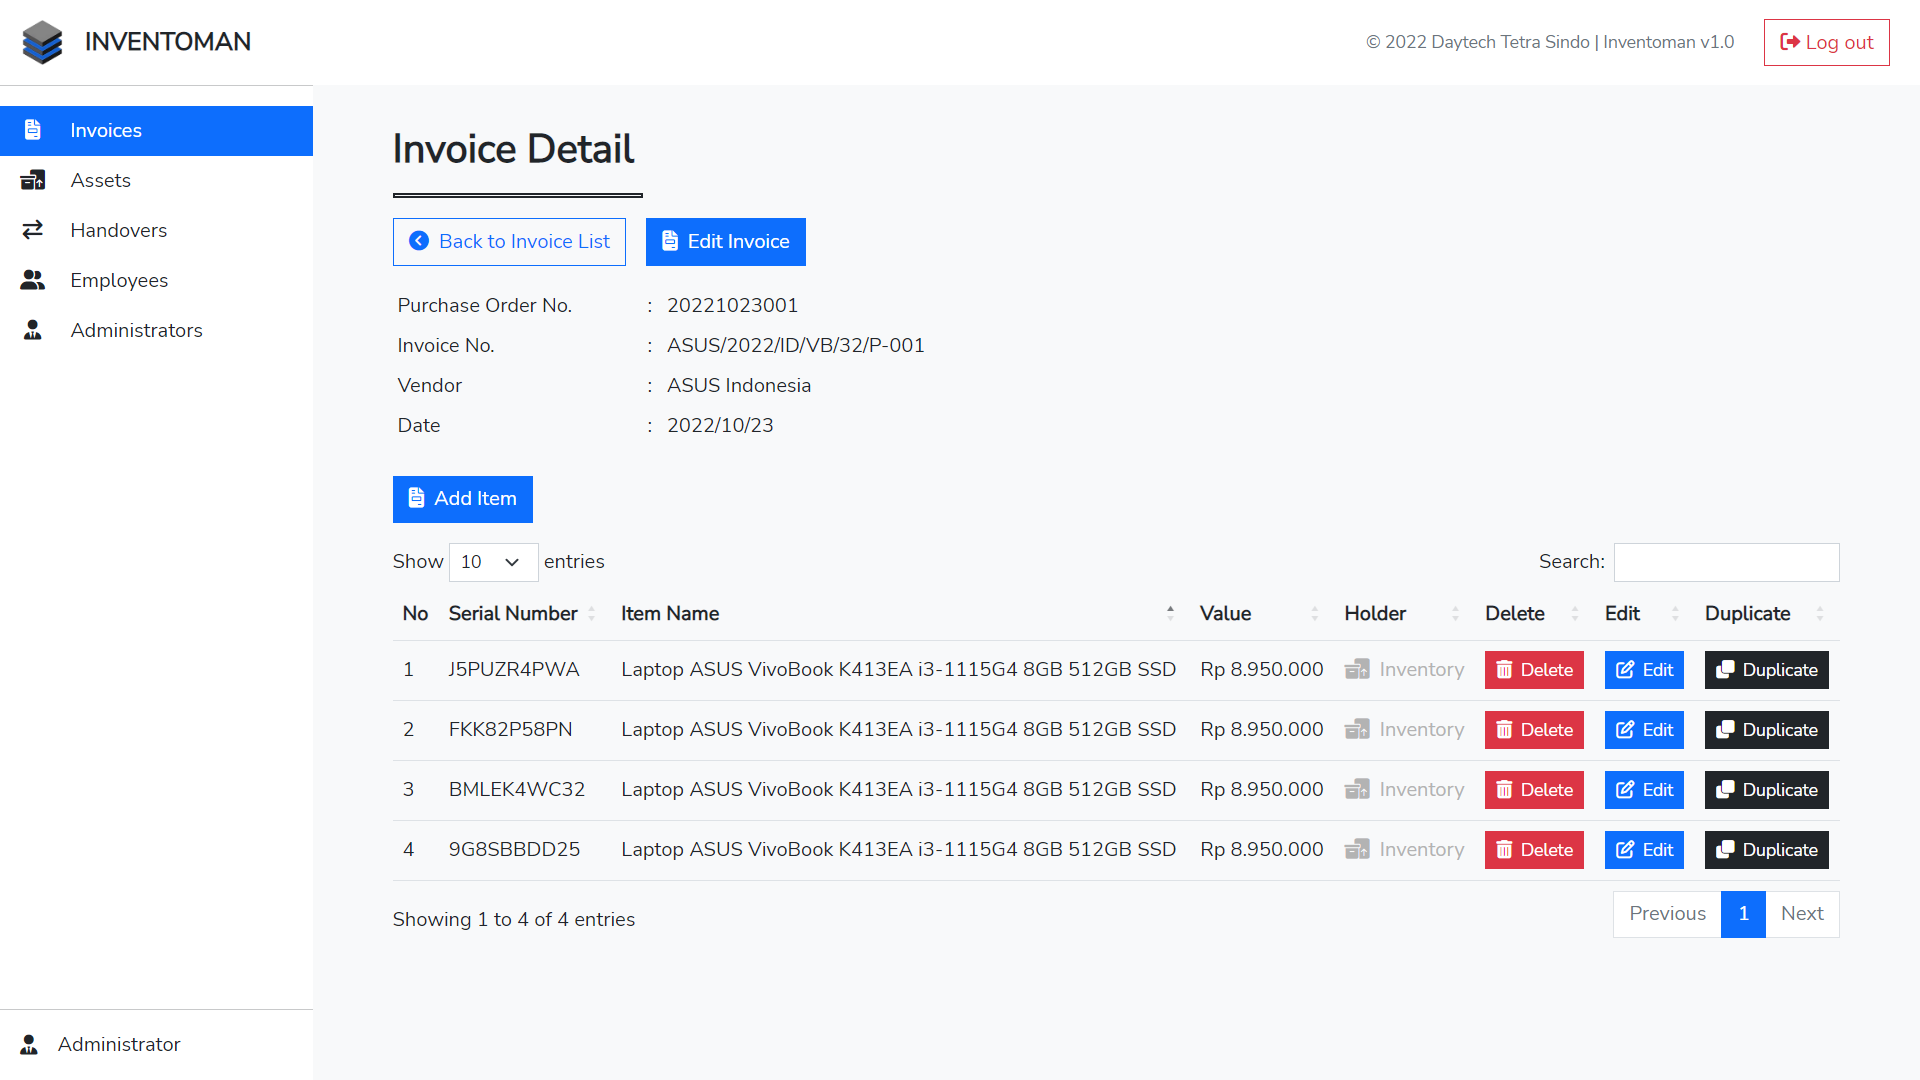 INVENTOMAN
© 2022 Daytech Tetra Sindo | Inventoman v1.0
Log out
Invoices
Assets
Handovers
Employees
Administrators
Administrator
Invoice Detail
Back to Invoice List
Edit Invoice
Purchase Order No. : 20221023001
Invoice No. : ASUS/2022/ID/VB/32/P-001
Vendor : ASUS Indonesia
Date : 2022/10/23
Add Item
Show 10 entries
Search:
No Serial Number Item Name Value Holder Delete Edit Duplicate
1 J5PUZR4PWA Laptop ASUS VivoBook K413EA i3-1115G4 8GB 512GB SSD Rp 8.950.000 Inventory Delete Edit Duplicate
2 FKK82P58PN Laptop ASUS VivoBook K413EA i3-1115G4 8GB 512GB SSD Rp 8.950.000 Inventory Delete Edit Duplicate
3 BMLEK4WC32 Laptop ASUS VivoBook K413EA i3-1115G4 8GB 512GB SSD Rp 8.950.000 Inventory Delete Edit Duplicate
4 9G8SBBDD25 Laptop ASUS VivoBook K413EA i3-1115G4 8GB 512GB SSD Rp 8.950.000 Inventory Delete Edit Duplicate
Showing 1 to 4 of 4 entries
Previous 1 Next